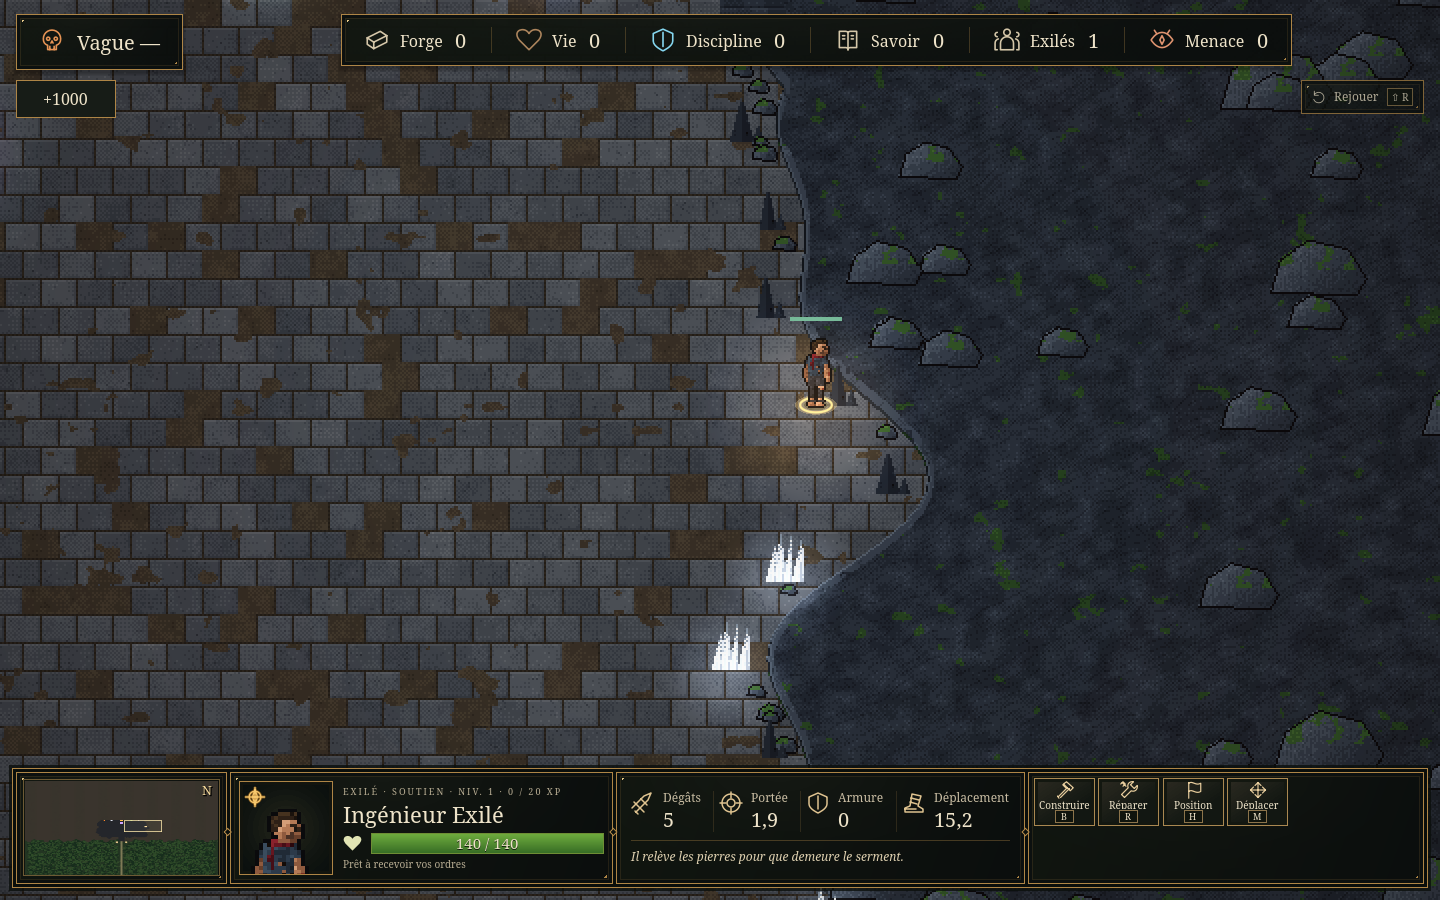 Vague —
Forge 0
Vie 0
Discipline 0
Savoir 0
Exilés 1
Menace 0
+1000
Rejouer ⇧ R
N
EXILÉ · SOUTIEN · NIV. 1 · 0 / 20 XP
Ingénieur Exilé
140 / 140
Prêt à recevoir vos ordres
Dégâts
5
Portée
1,9
Armure
0
Déplacement
15,2
Il relève les pierres pour que demeure le serment.
Construire
B
Réparer
R
Position
H
Déplacer
M